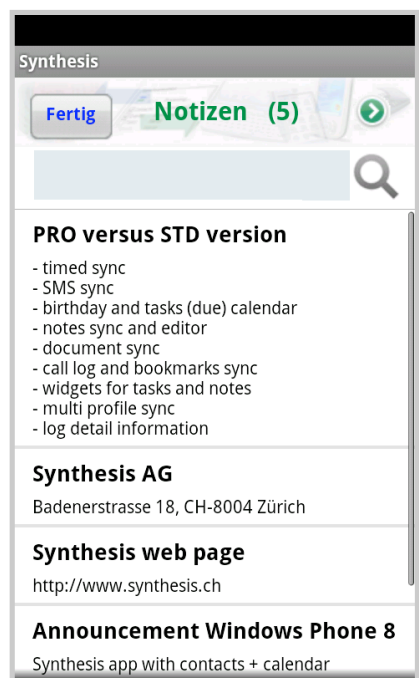 Synthesis
Fertig
Notizen (5)
PRO versus STD version
- timed sync
- SMS sync
- birthday and tasks (due) calendar
- notes sync and editor
- document sync
- call log and bookmarks sync
- widgets for tasks and notes
- multi profile sync
- log detail information
Synthesis AG
Badenerstrasse 18, CH-8004 Zürich
Synthesis web page
http://www.synthesis.ch
Announcement Windows Phone 8
Synthesis app with contacts + calendar